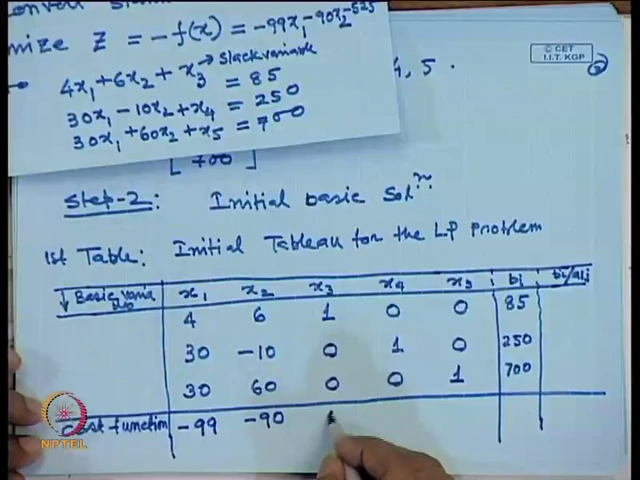 Convert stan
mize Z = -f(x) = -99x₁ -90x₂ -525
4x₁ + 6x₂ + x₃ → Slack variable = 85
30x₁ - 10x₂ + x₄ = 250
30x₁ + 60x₂ + x₅ = 700
4, 5 .
© CET
I.I.T. KGP
[ 700 ]
Step-2: Initial basic Solⁿ
1st Table: Initial Tableau for the LP Problem
↓ Basic varia x₁ x₂ x₃ x₄ x₅ bi bi/aij
4 6 1 0 0 85
30 -10 0 1 0 250
30 60 0 0 1 700
Cost function -99 -90
NPTEL